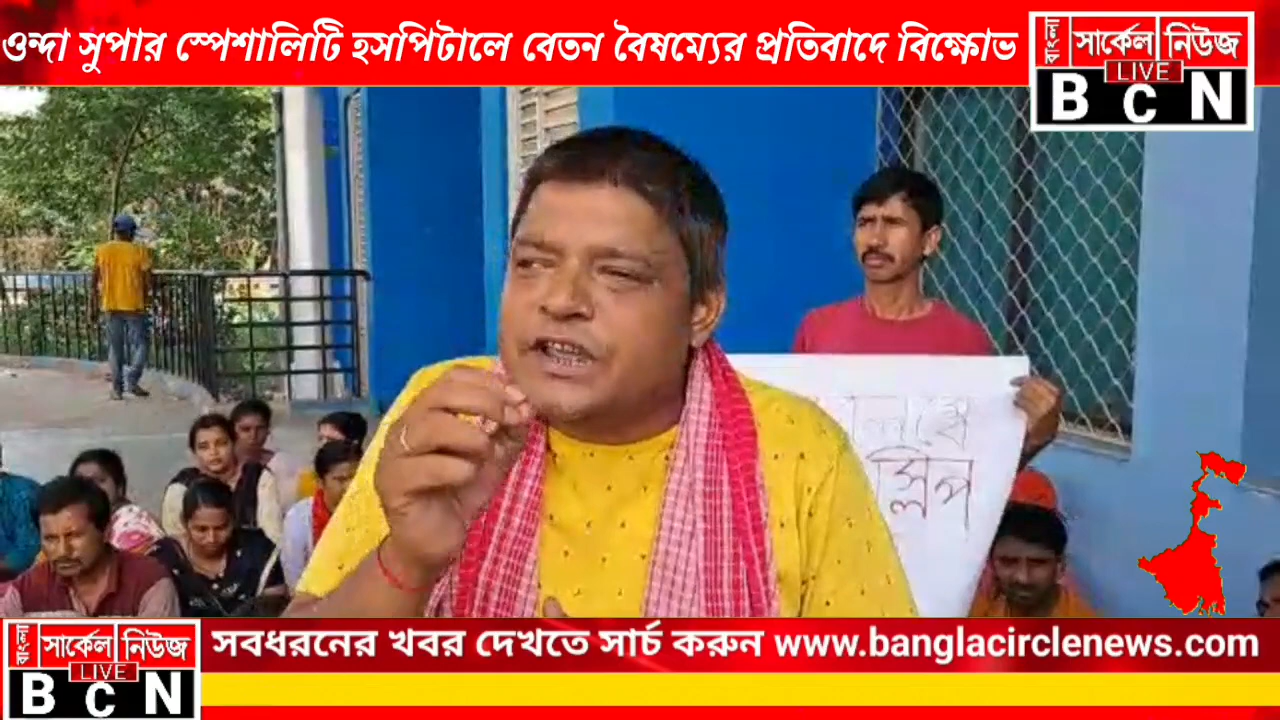 ওন্দা সুপার স্পেশালিটি হসপিটালে বেতন বৈষম্যের প্রতিবাদে বিক্ষোভ
বাংলা সার্কেল নিউজ
LIVE
BCN
স্লিপ
বাংলা সার্কেল নিউজ
LIVE
BCN
সবধরনের খবর দেখতে সার্চ করুন www.banglacirclenews.com